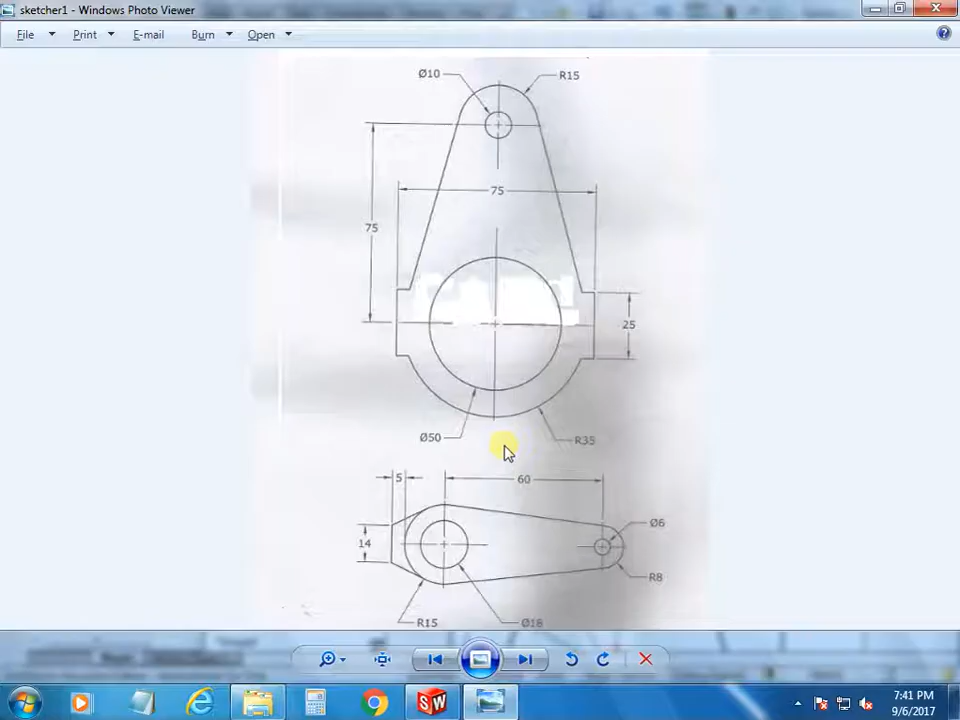 sketcher1 - Windows Photo Viewer
File Print E-mail Burn Open
Ø10 R15
75
75
25
Ø50 R35
5 60
Ø6
14
R8
R15 Ø18
7:41 PM
9/6/2017